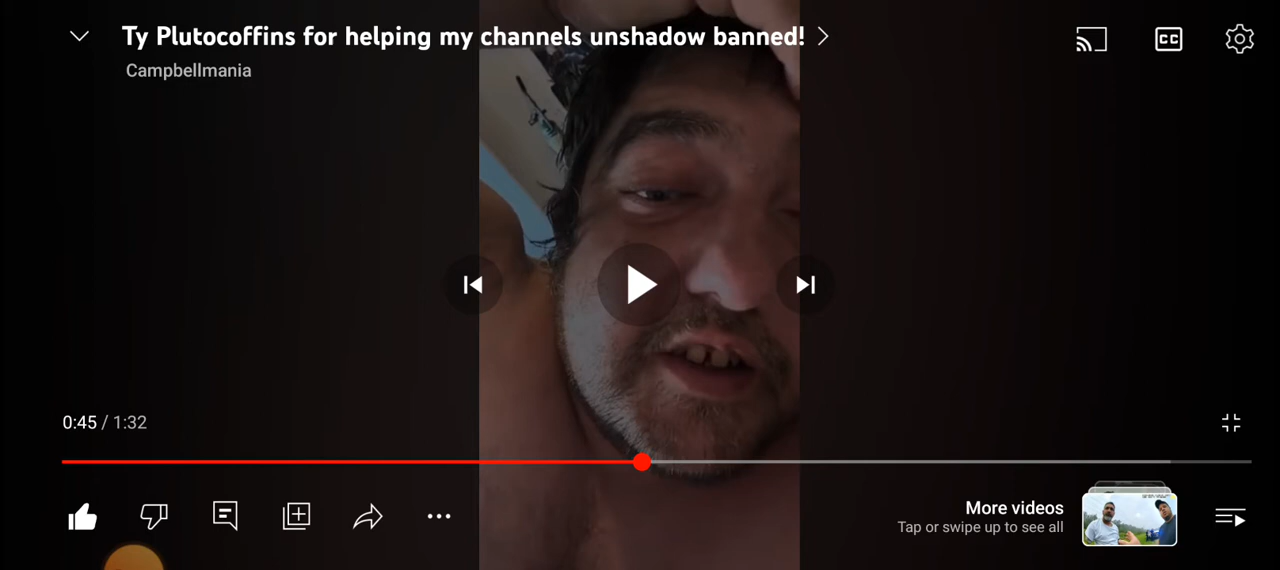 Ty Plutocoffins for helping my channels unshadow banned!
Campbellmania
CC
0:45 / 1:32
More videos
Tap or swipe up to see all